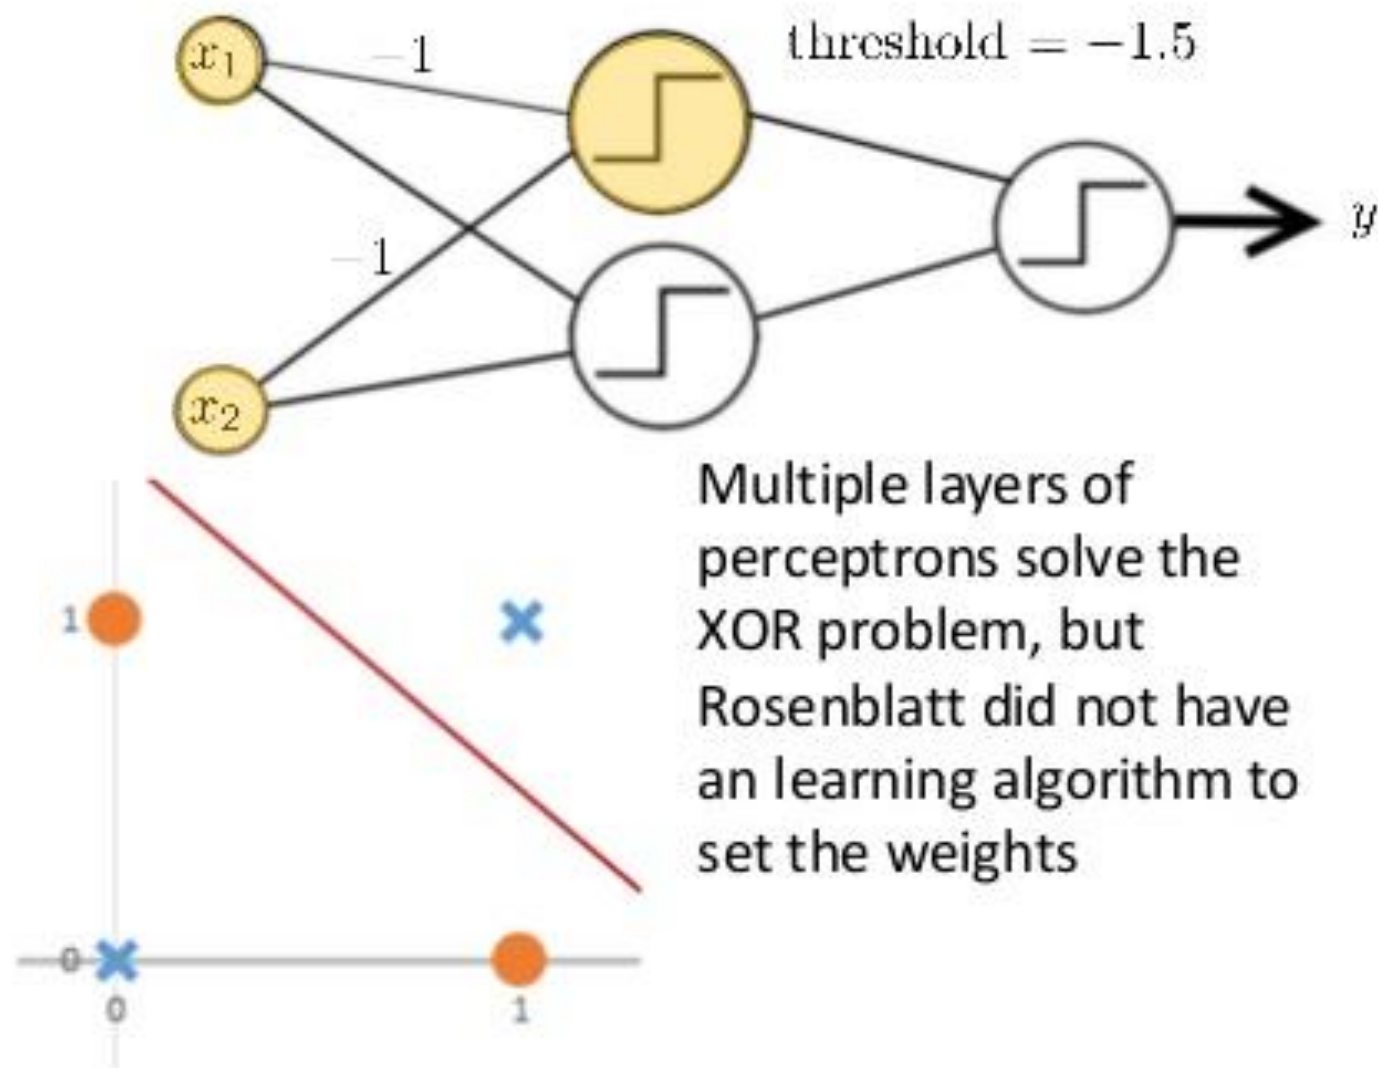 x₁
−1
threshold = −1.5
y
−1
x₂
Multiple layers of
perceptrons solve the
XOR problem, but
Rosenblatt did not have
an learning algorithm to
set the weights
1
0
0
1